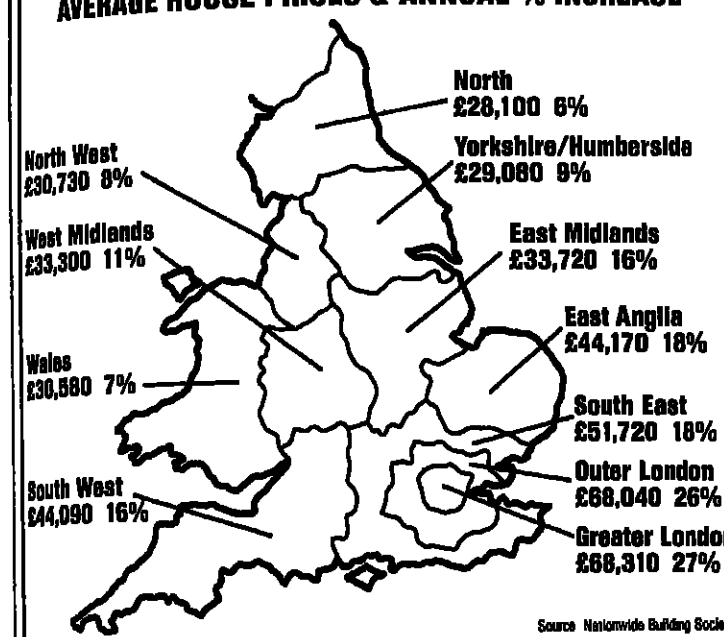 AVERAGE HOUSE PRICES & ANNUAL % INCREASE
North
£28,100 6%
North West
£30,730 8%
Yorkshire/Humberside
£29,080 9%
West Midlands
£33,300 11%
East Midlands
£33,720 16%
East Anglia
£44,170 18%
Wales
£30,580 7%
South East
£51,720 18%
Outer London
£68,040 26%
South West
£44,090 16%
Greater Londo
£68,310 27%
Source Nationwide Building Socie